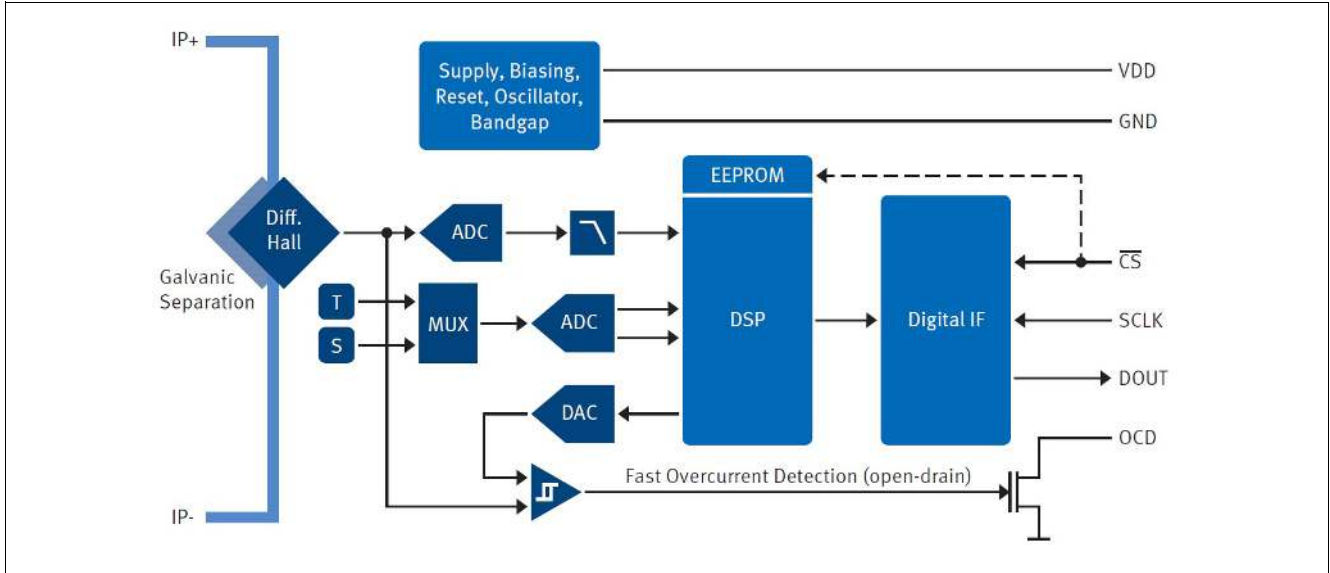 IP+
Supply, Biasing,
Reset, Oscillator,
Bandgap
VDD
GND
EEPROM
Diff.
Hall
ADC
Galvanic
Separation
T
S
MUX
ADC
DSP
Digital IF
CS
SCLK
DOUT
DAC
OCD
Fast Overcurrent Detection (open-drain)
IP-